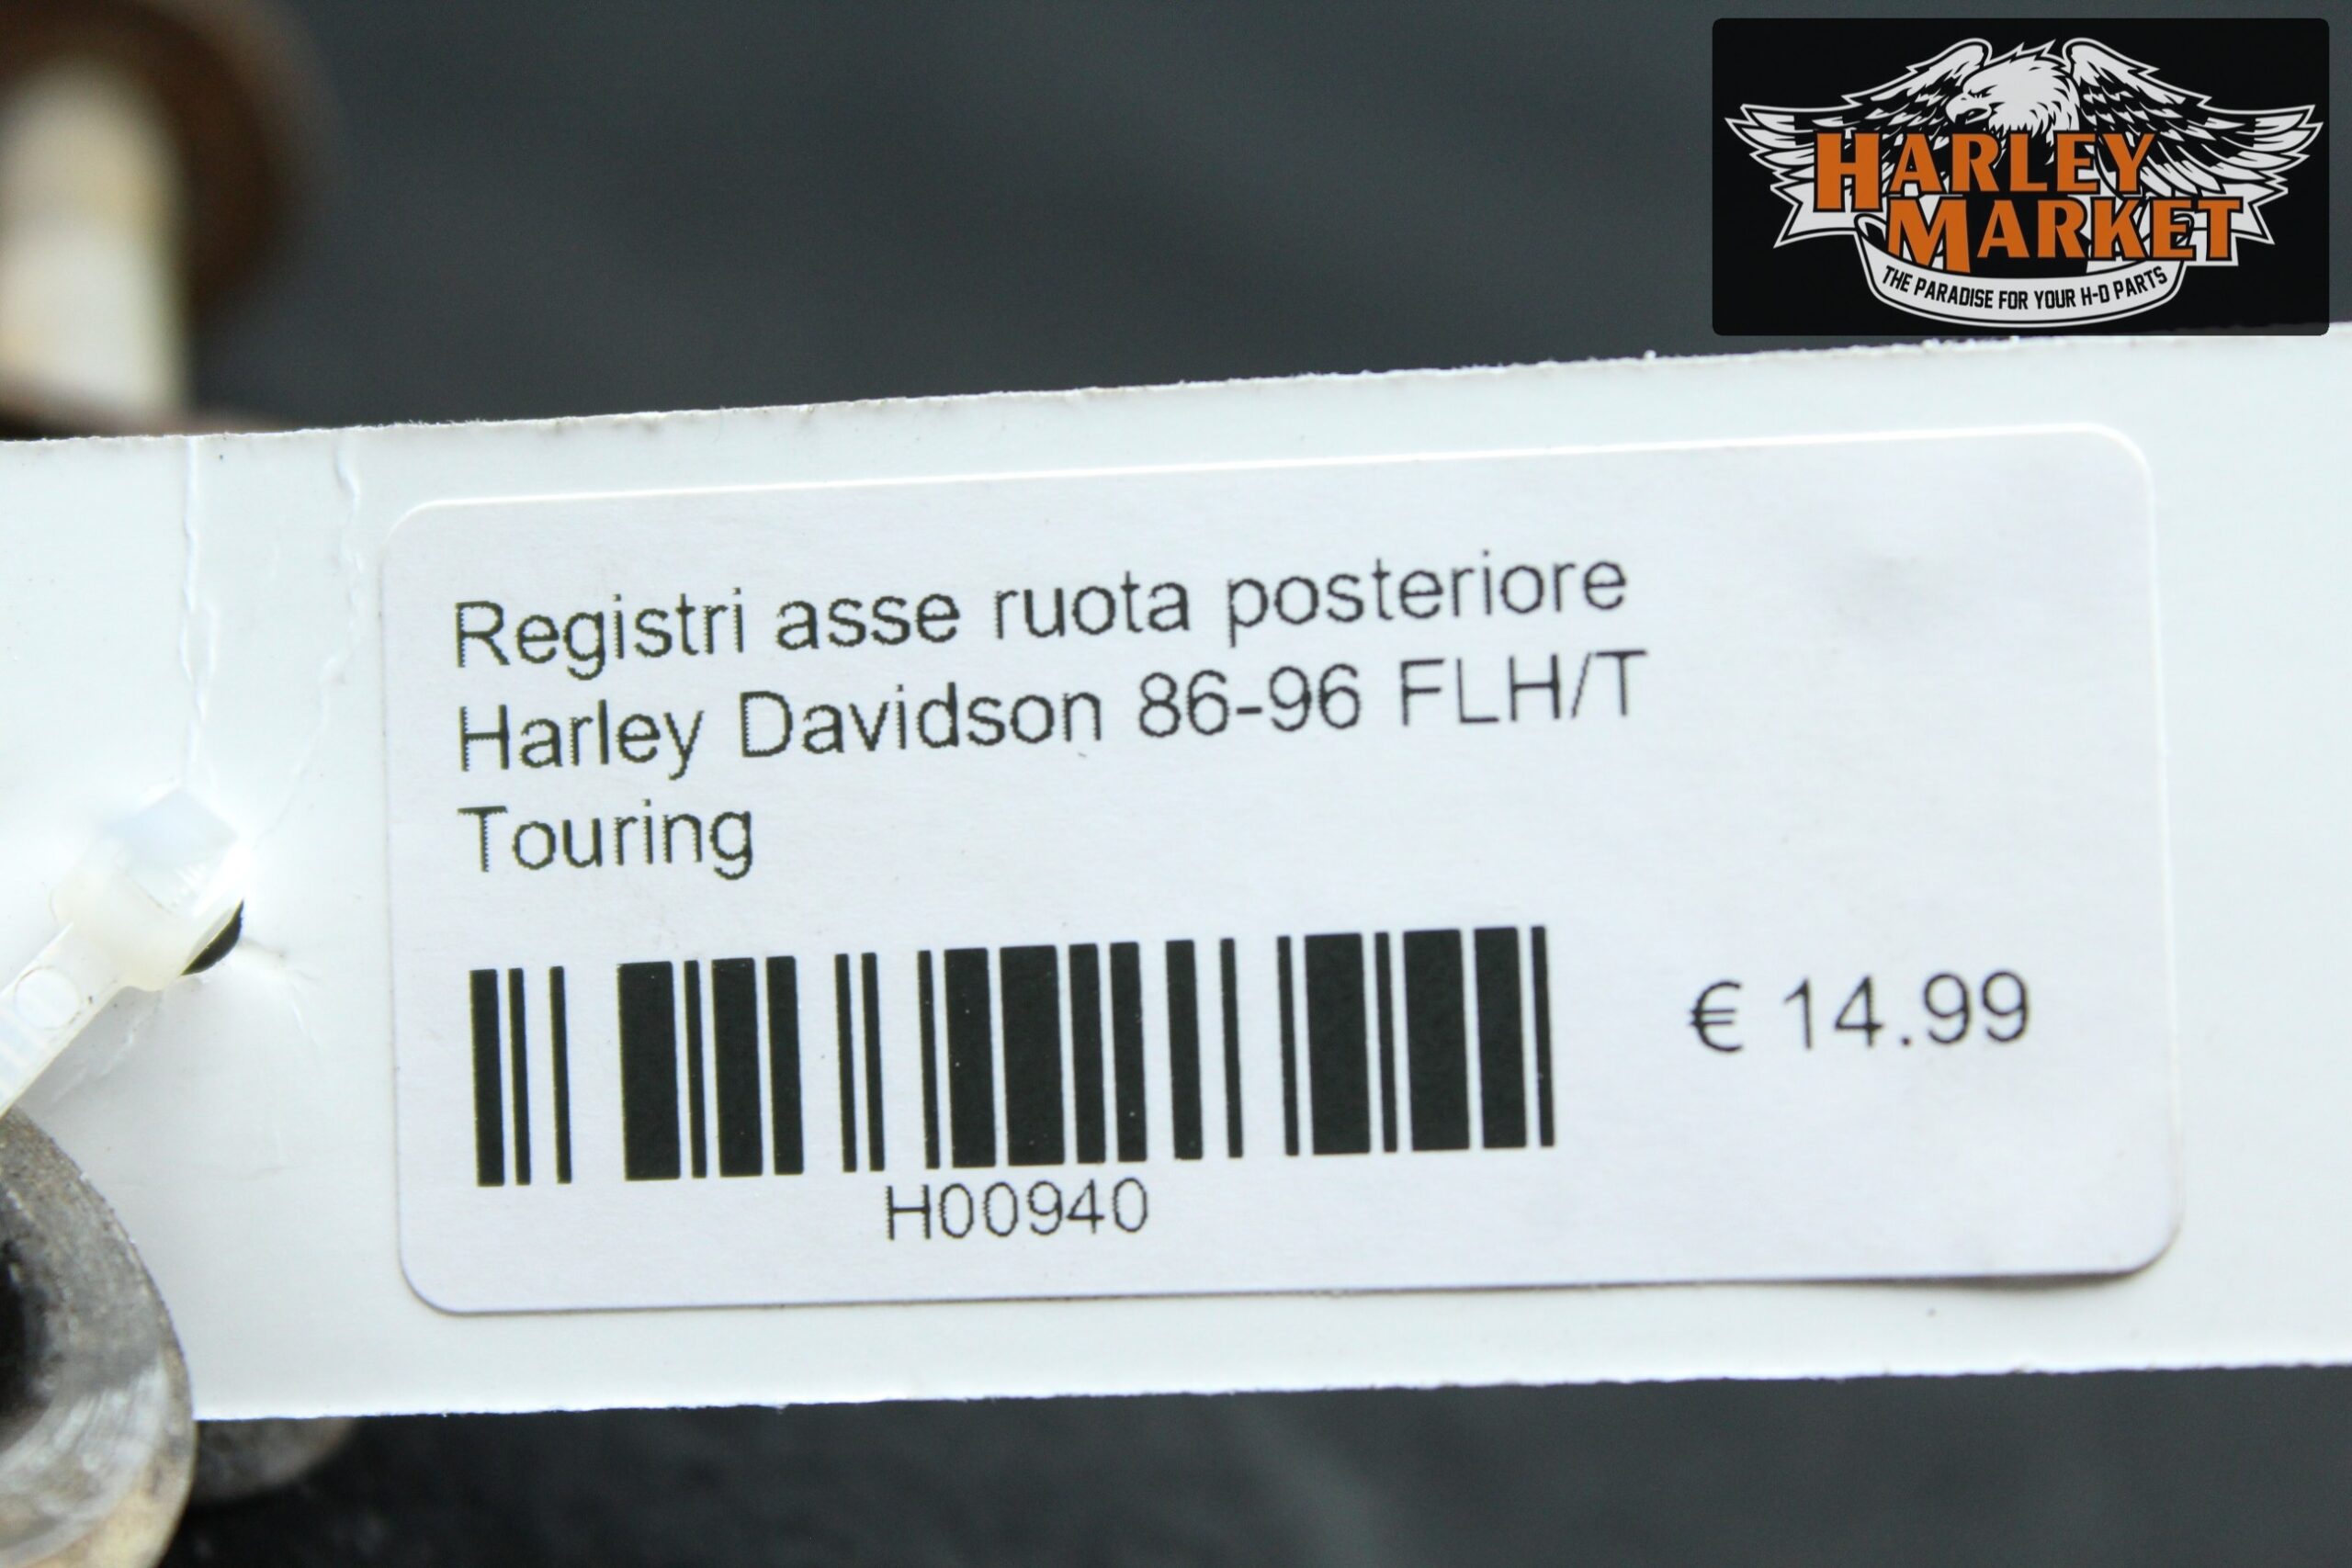 HARLEY
MARKET
THE PARADISE FOR YOUR H-D PARTS
Registri asse ruota posteriore
Harley Davidson 86-96 FLH/T
Touring
€ 14.99
H00940